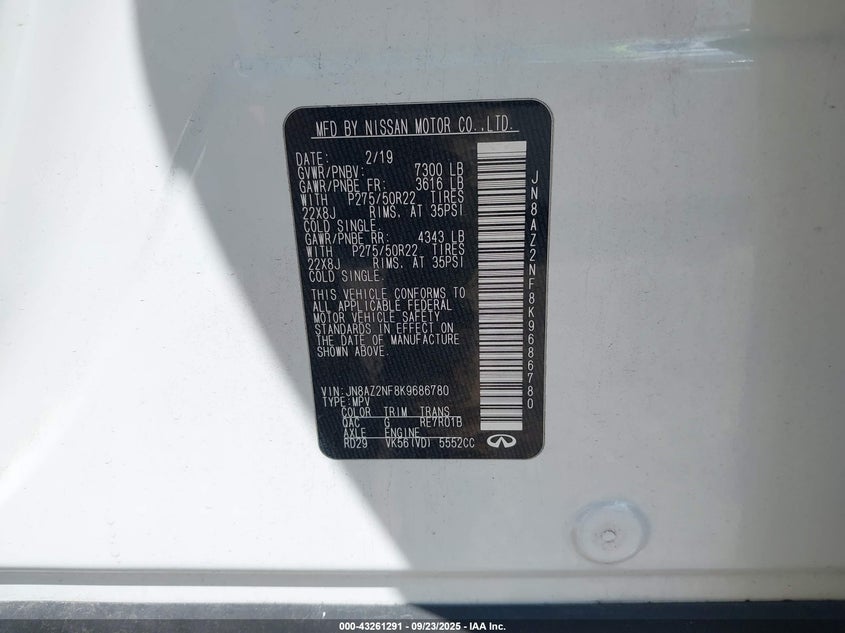 MFD BY NISSAN MOTOR CO.,LTD.
DATE: 2/19
GVWR/PNBV: 7300 LB
GAWR/PNBE FR: 3616 LB
WITH P275/50R22 TIRES
22X8J RIMS. AT 35PSI
COLD SINGLE.
GAWR/PNBE RR: 4343 LB
WITH P275/50R22 TIRES
22X8J RIMS. AT 35PSI
COLD SINGLE.
THIS VEHICLE CONFORMS TO
ALL APPLICABLE FEDERAL
MOTOR VEHICLE SAFETY
STANDARDS IN EFFECT ON
THE DATE OF MANUFACTURE
SHOWN ABOVE.
VIN: JN8AZ2NF8K9686780
TYPE:MPV
COLOR TRIM TRANS
QAC G RE7R01B
AXLE ENGINE
RD29 VK56(VD) 5552CC
JN8AZ2NF8K9686780
000-43261291 - 09/23/2025 - IAA Inc.